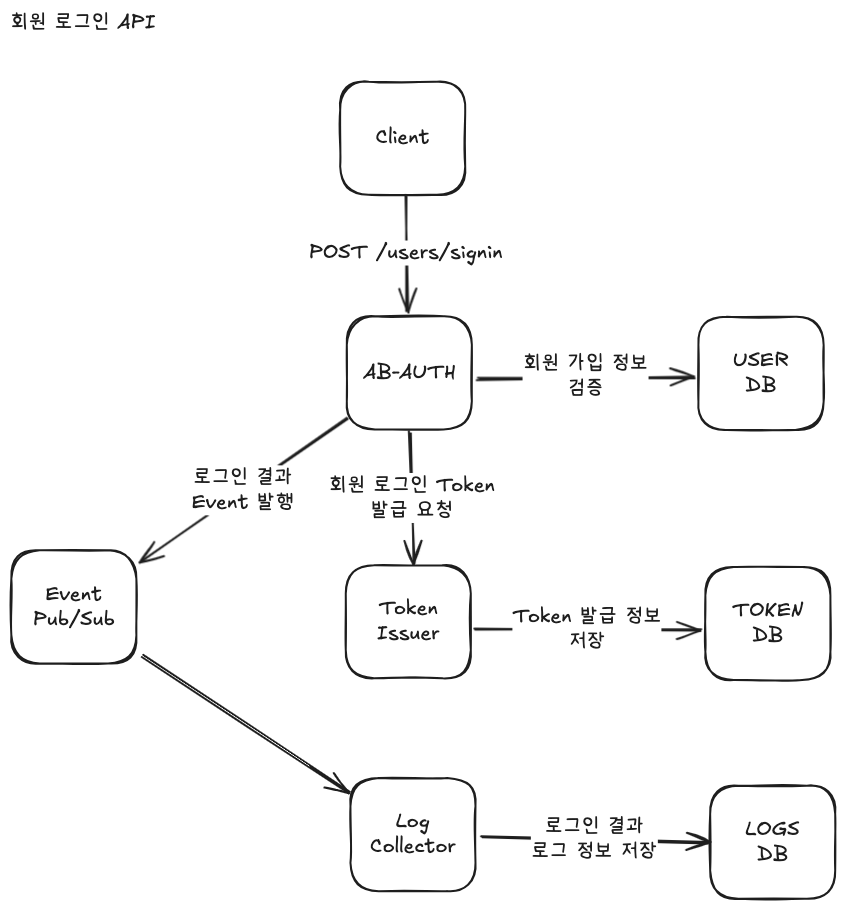 회원 로그인 API
Client
POST /users/signin
AB-AUTH
회원 가입 정보
검증
USER
DB
로그인 결과
Event 발행
회원 로그인 Token
발급 요청
Event
Pub/Sub
Token
Issuer
Token 발급 정보
저장
TOKEN
DB
Log
Collector
로그인 결과
로그 정보 저장
LOGS
DB